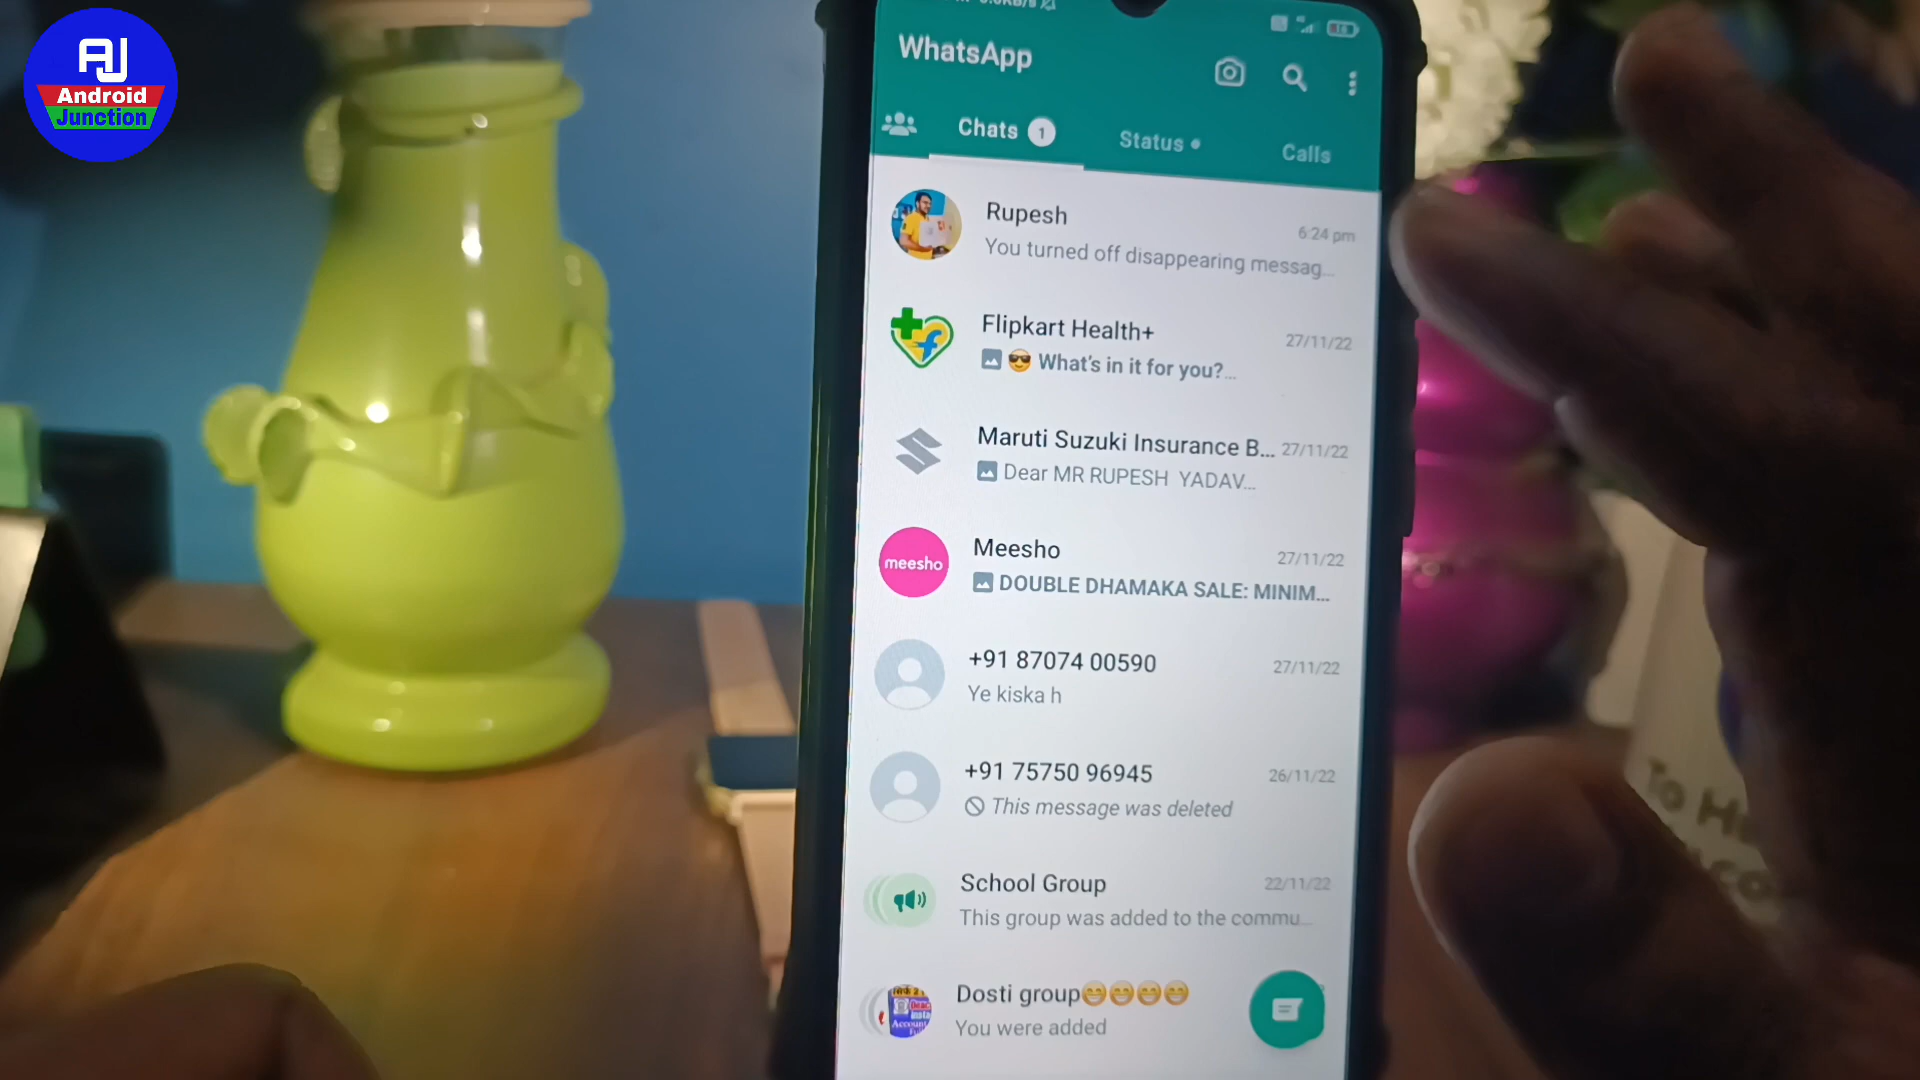 AJ
Android
Junction
WhatsApp
Chats 1
Status
Calls
Rupesh
6:24 pm
You turned off disappearing messag...
Flipkart Health+
27/11/22
😎 What's in it for you?...
Maruti Suzuki Insurance B...
27/11/22
Dear MR RUPESH YADAV...
meesho
Meesho
27/11/22
DOUBLE DHAMAKA SALE: MINIM...
+91 87074 00590
27/11/22
Ye kiska h
+91 75750 96945
26/11/22
This message was deleted
School Group
22/11/22
This group was added to the commu...
Dosti group😁😁😁😁
You were added
To